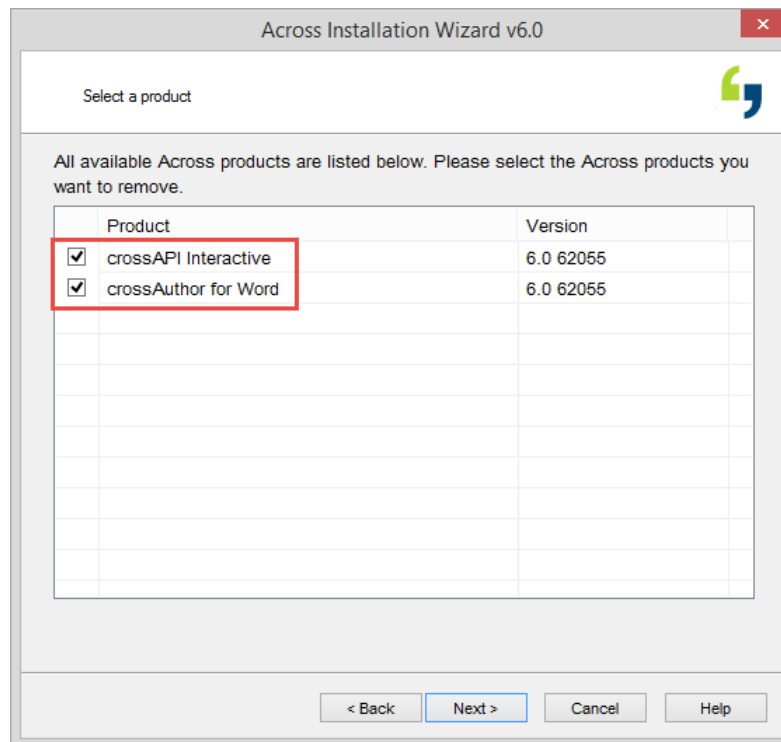 Across Installation Wizard v6.0
Select a product
All available Across products are listed below. Please select the Across products you
want to remove.
Product Version
crossAPI Interactive 6.0 62055
crossAuthor for Word 6.0 62055
< Back Next > Cancel Help